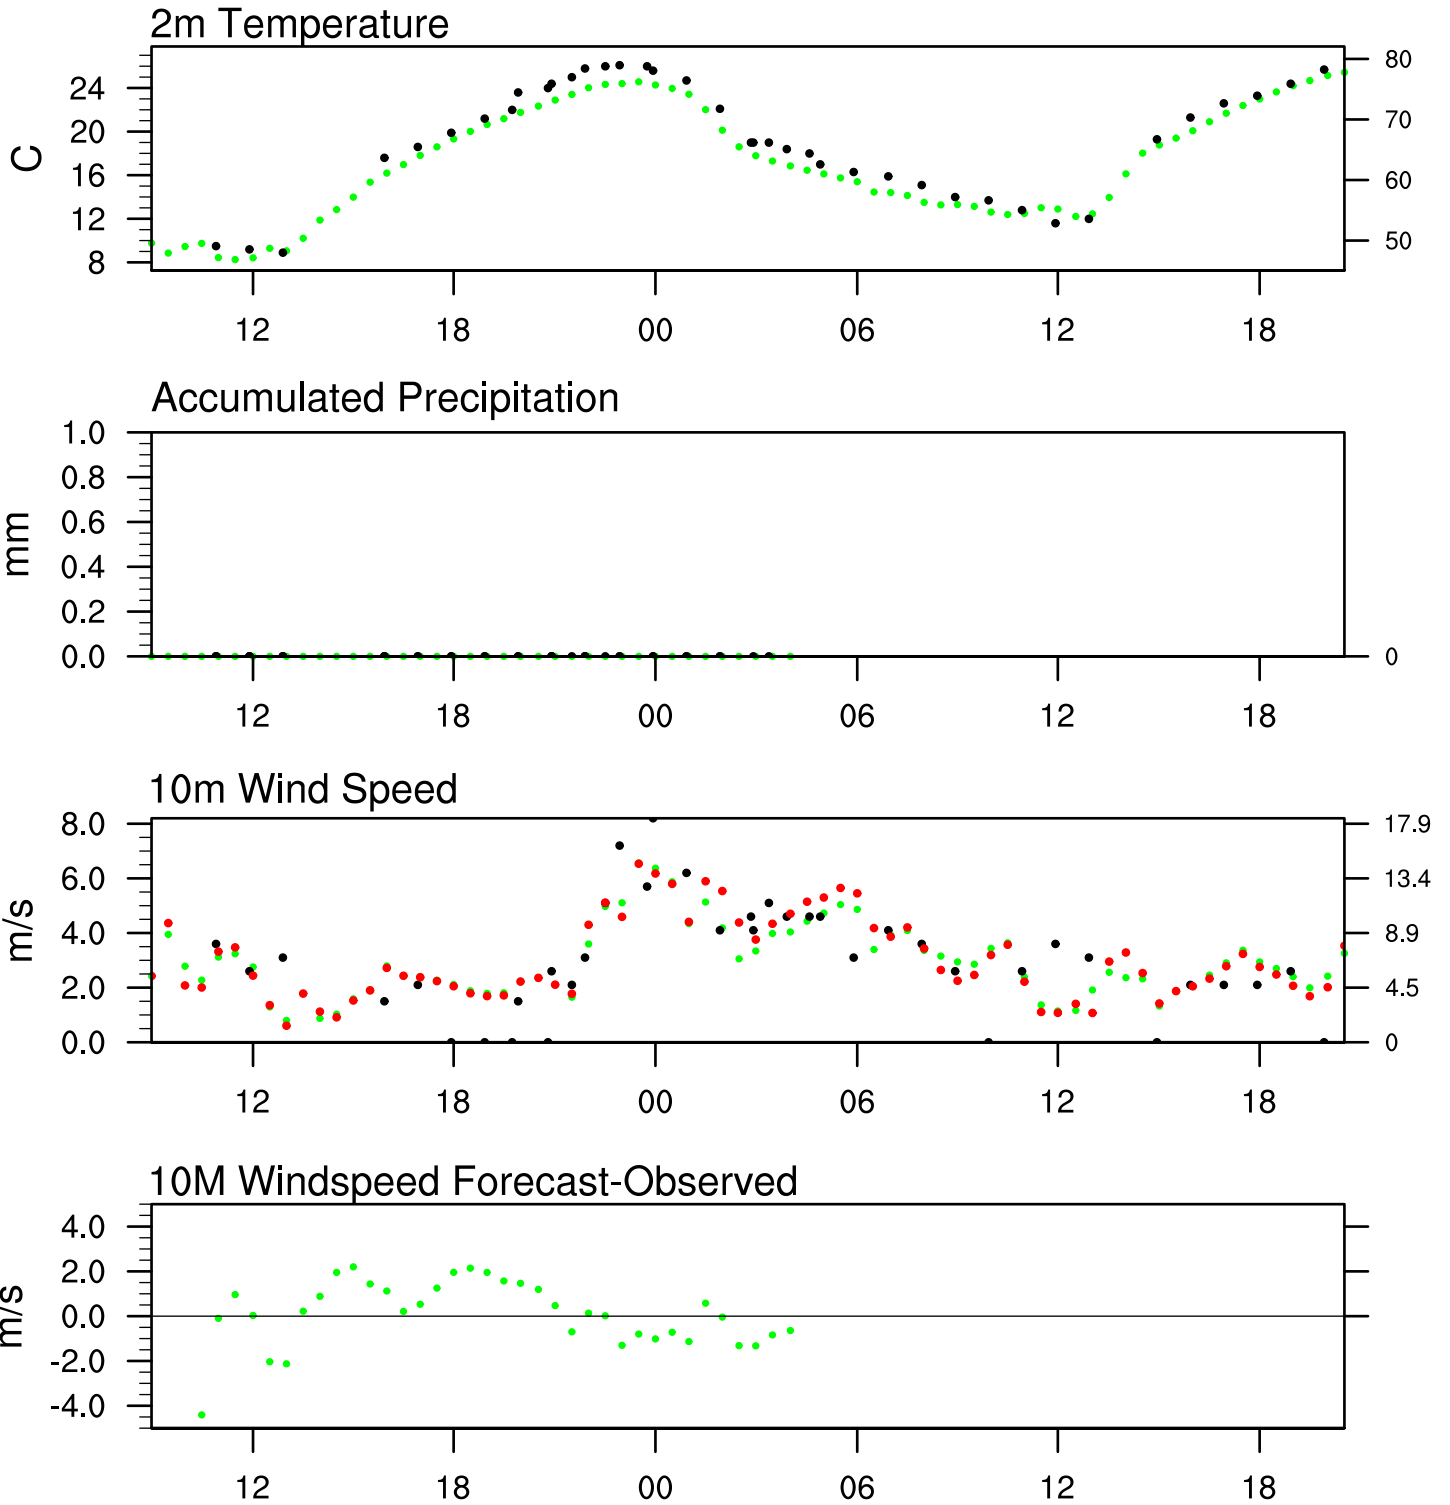 2m Temperature
24
20
16
12
8
C
80
70
60
50
12 18 00 06 12 18
Accumulated Precipitation
1.0
0.8
0.6
0.4
0.2
0.0
mm
0
12 18 00 06 12 18
10m Wind Speed
8.0
6.0
4.0
2.0
0.0
m/s
17.9
13.4
8.9
4.5
0
12 18 00 06 12 18
10M Windspeed Forecast-Observed
4.0
2.0
0.0
-2.0
-4.0
m/s
12 18 00 06 12 18